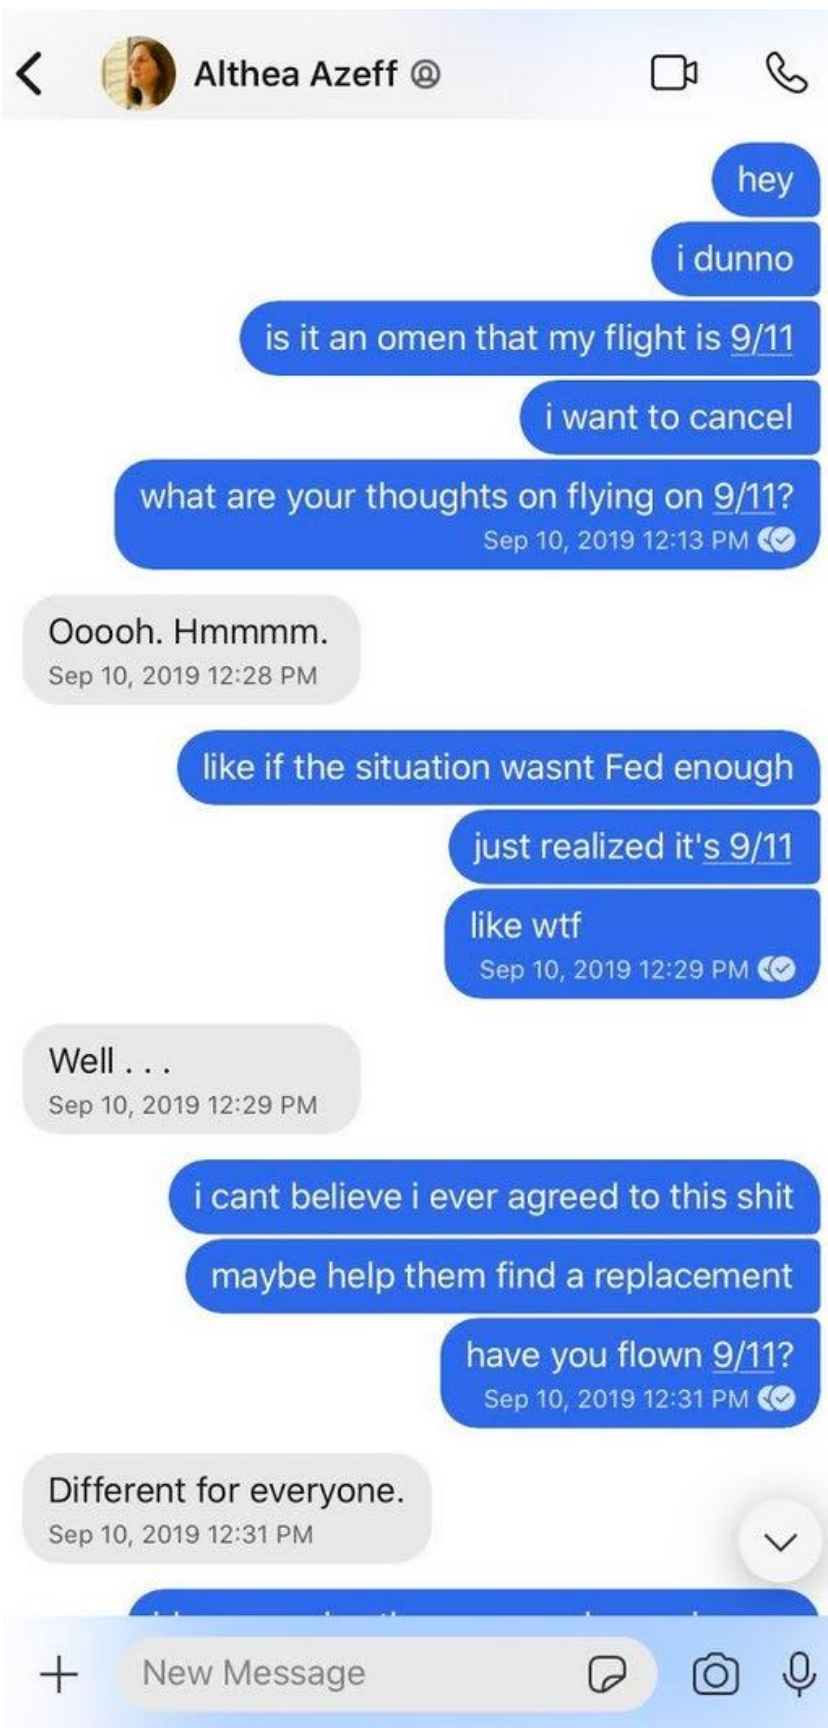 Althea Azeff
hey
i dunno
is it an omen that my flight is 9/11
i want to cancel
what are your thoughts on flying on 9/11?
Sep 10, 2019 12:13 PM
Ooooh. Hmmmm.
Sep 10, 2019 12:28 PM
like if the situation wasnt Fed enough
just realized it's 9/11
like wtf
Sep 10, 2019 12:29 PM
Well . . .
Sep 10, 2019 12:29 PM
i cant believe i ever agreed to this shit
maybe help them find a replacement
have you flown 9/11?
Sep 10, 2019 12:31 PM
Different for everyone.
Sep 10, 2019 12:31 PM
New Message